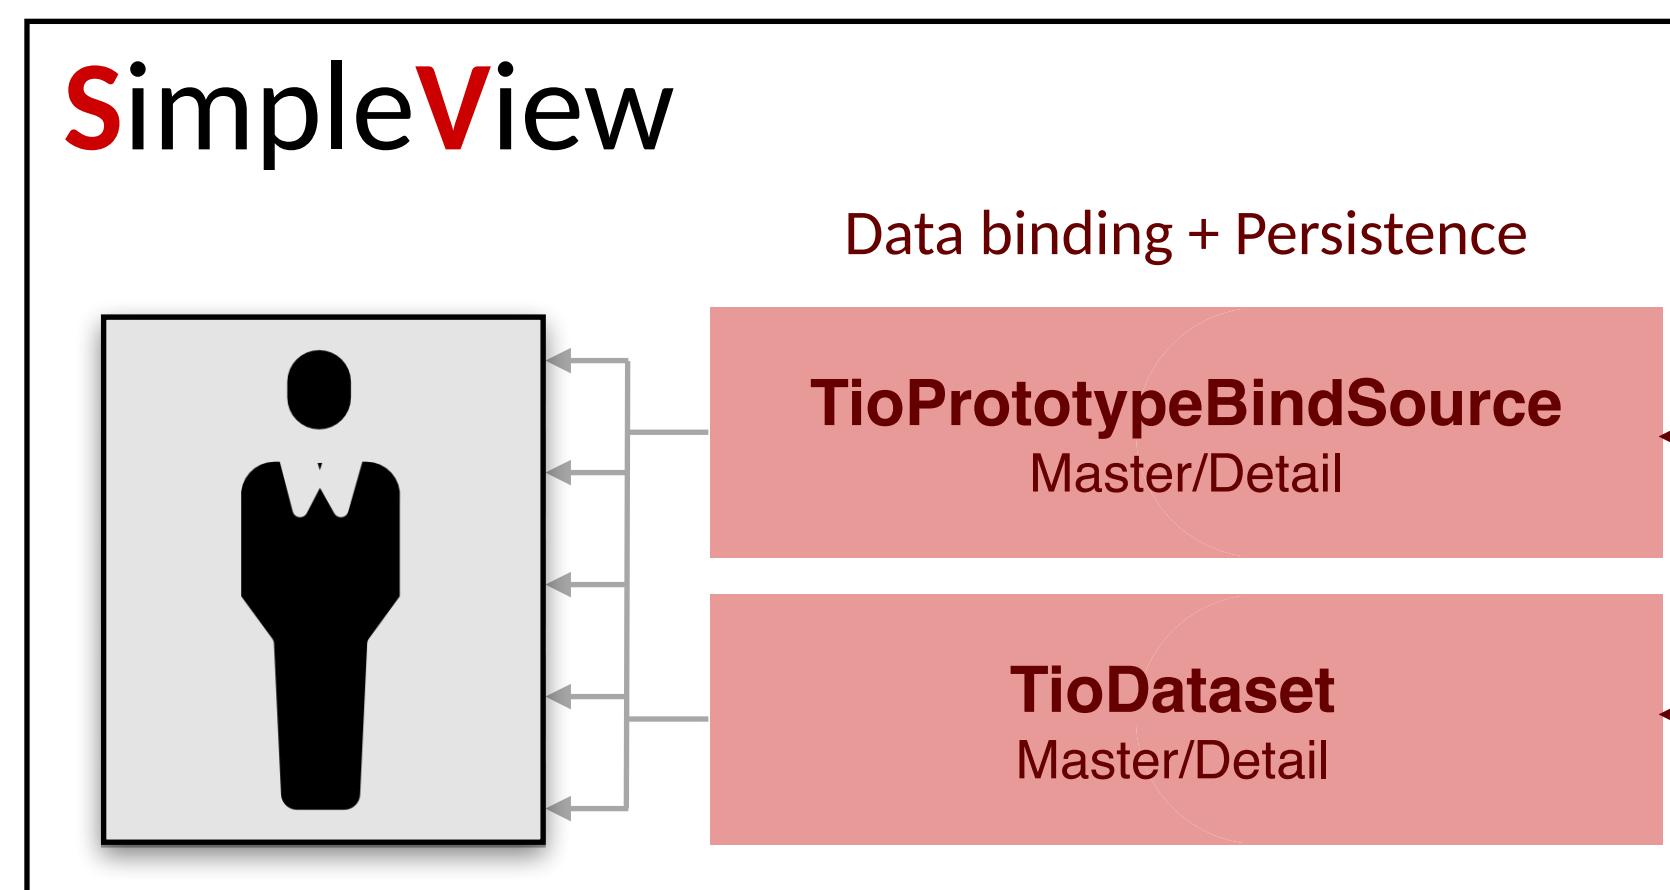 SimpleView
Data binding + Persistence
TioPrototypeBindSource
Master/Detail
TioDataset
Master/Detail